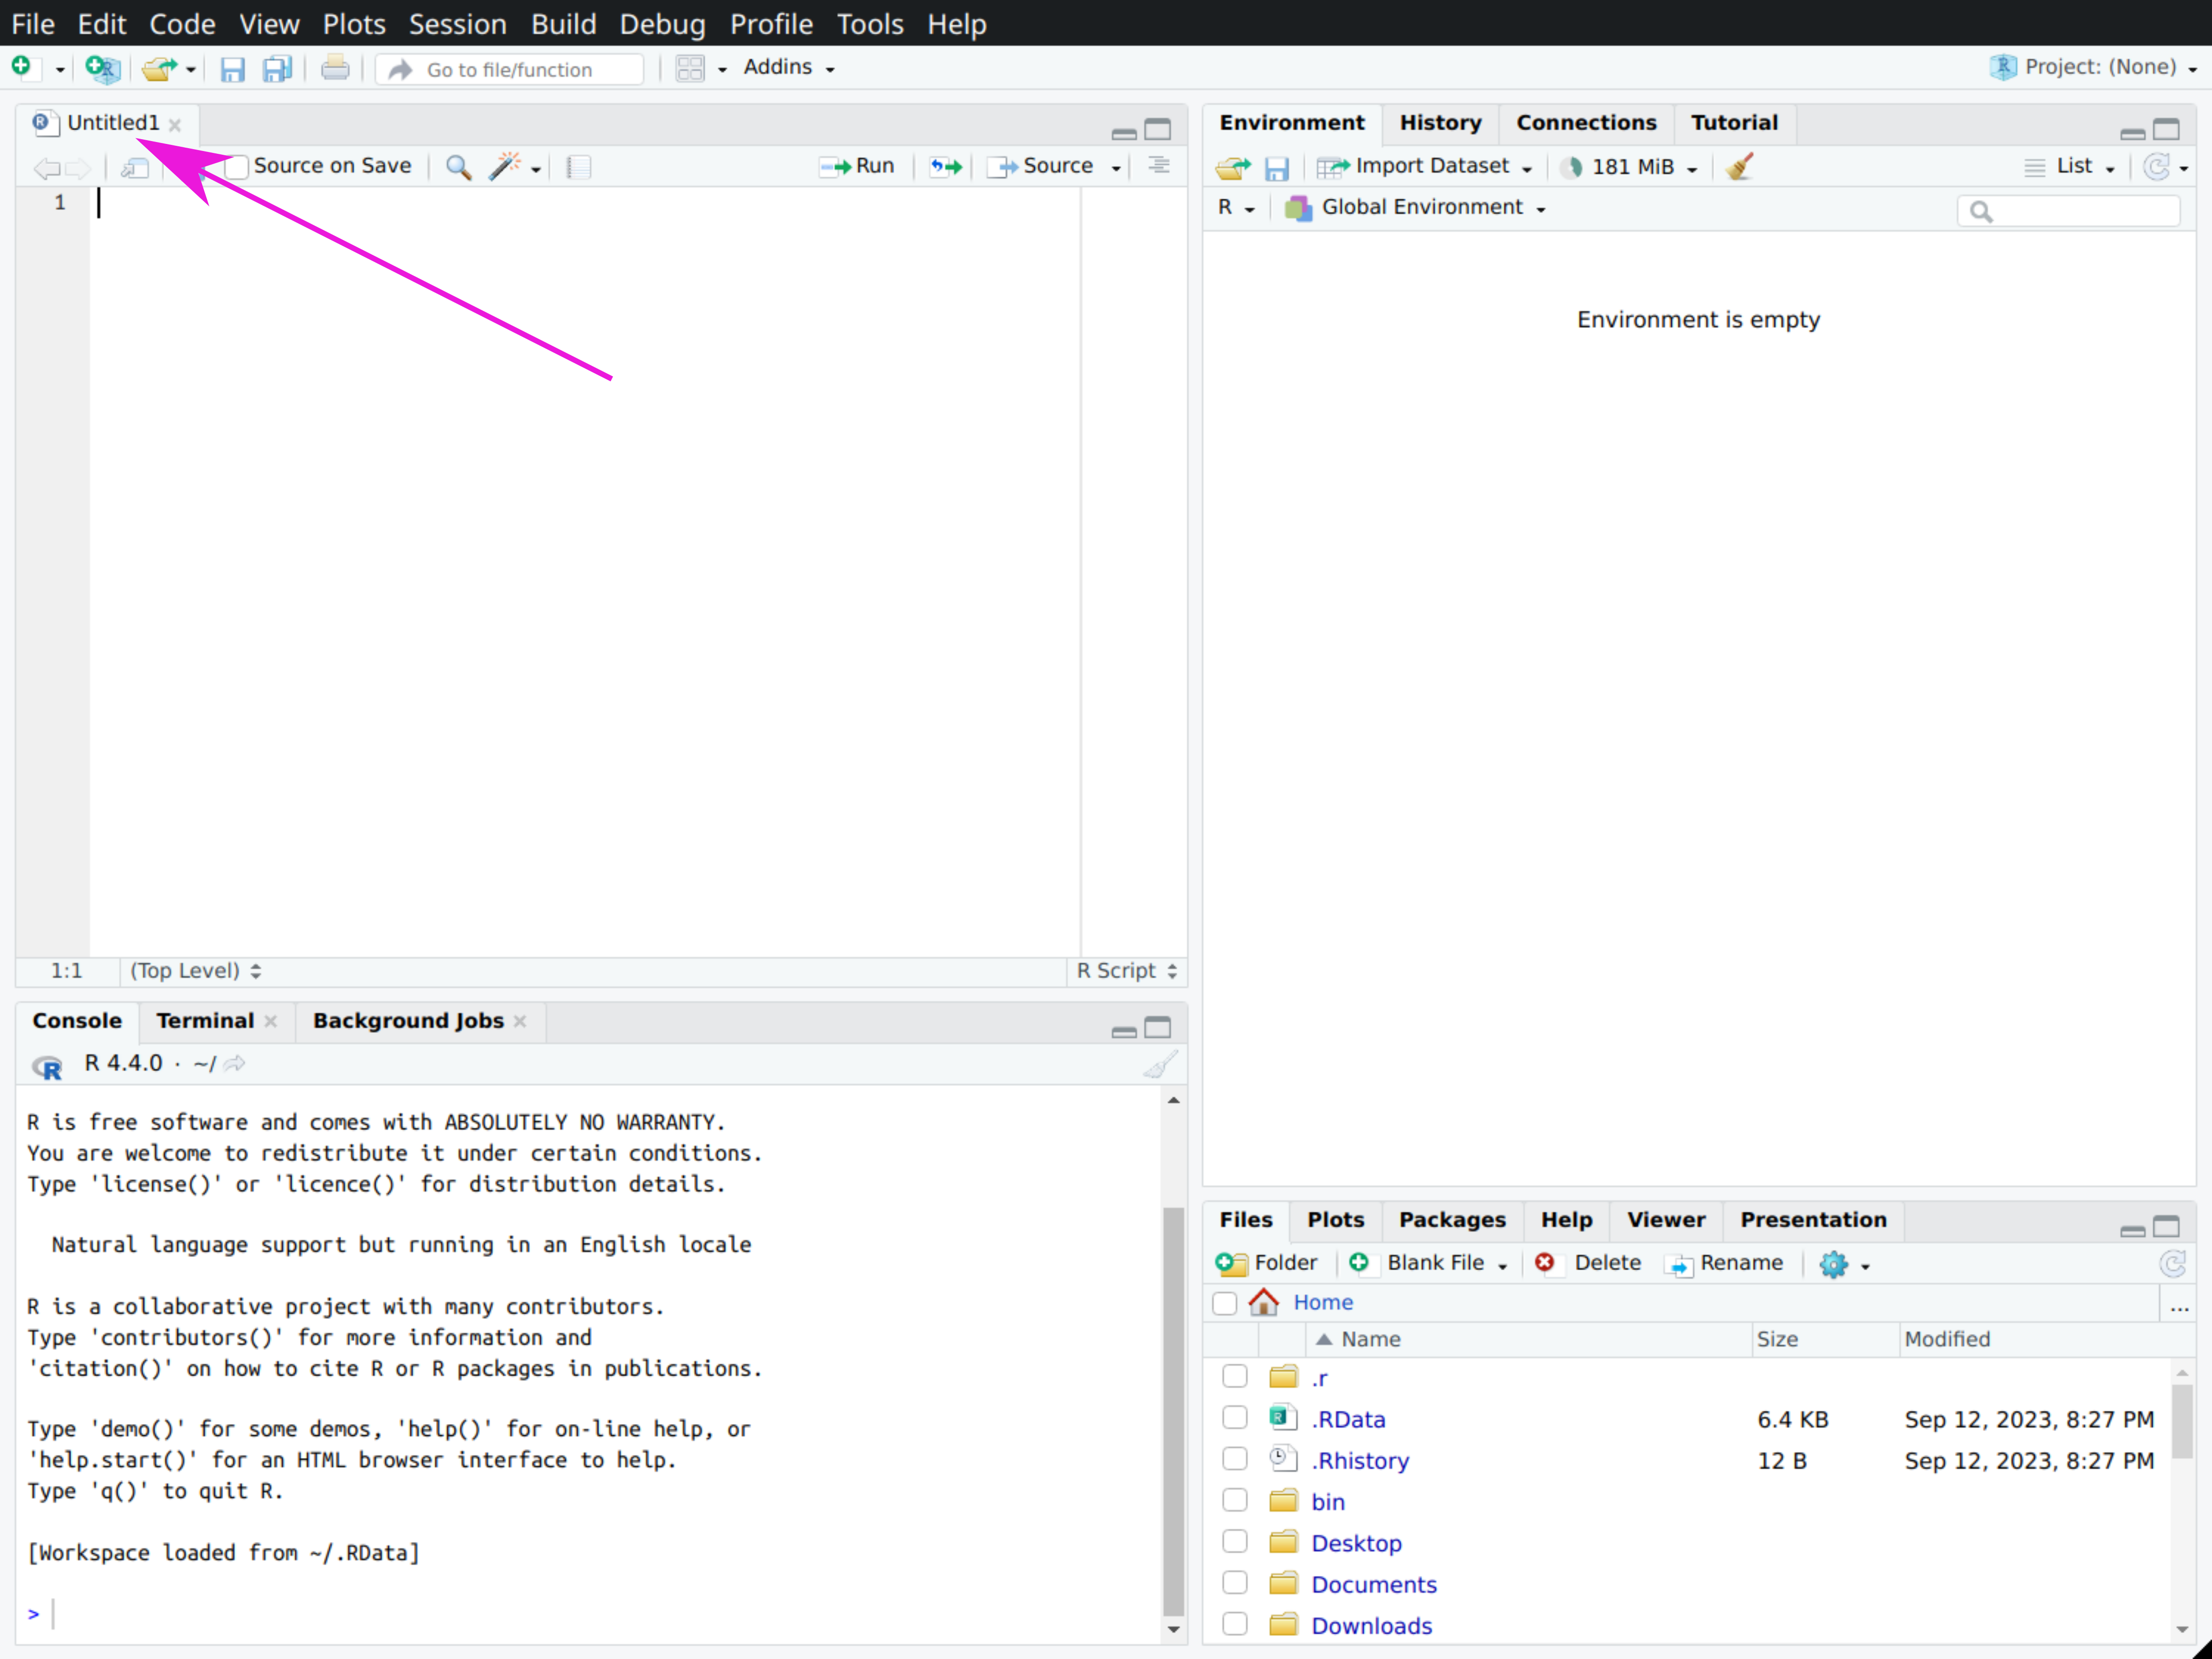 File Edit Code View Plots Session Build Debug Profile Tools Help
Go to file/function Addins Project: (None)
Untitled1
Source on Save Run Source
1
1:1 (Top Level) R Script
Console Terminal Background Jobs
R 4.4.0 · ~/
R is free software and comes with ABSOLUTELY NO WARRANTY.
You are welcome to redistribute it under certain conditions.
Type 'license()' or 'licence()' for distribution details.
Natural language support but running in an English locale
R is a collaborative project with many contributors.
Type 'contributors()' for more information and
'citation()' on how to cite R or R packages in publications.
Type 'demo()' for some demos, 'help()' for on-line help, or
'help.start()' for an HTML browser interface to help.
Type 'q()' to quit R.
[Workspace loaded from ~/.RData]
>
Environment History Connections Tutorial
Import Dataset 181 MiB List
R Global Environment
Environment is empty
Files Plots Packages Help Viewer Presentation
Folder Blank File Delete Rename
Home ...
Name Size Modified
.r
.RData 6.4 KB Sep 12, 2023, 8:27 PM
.Rhistory 12 B Sep 12, 2023, 8:27 PM
bin
Desktop
Documents
Downloads